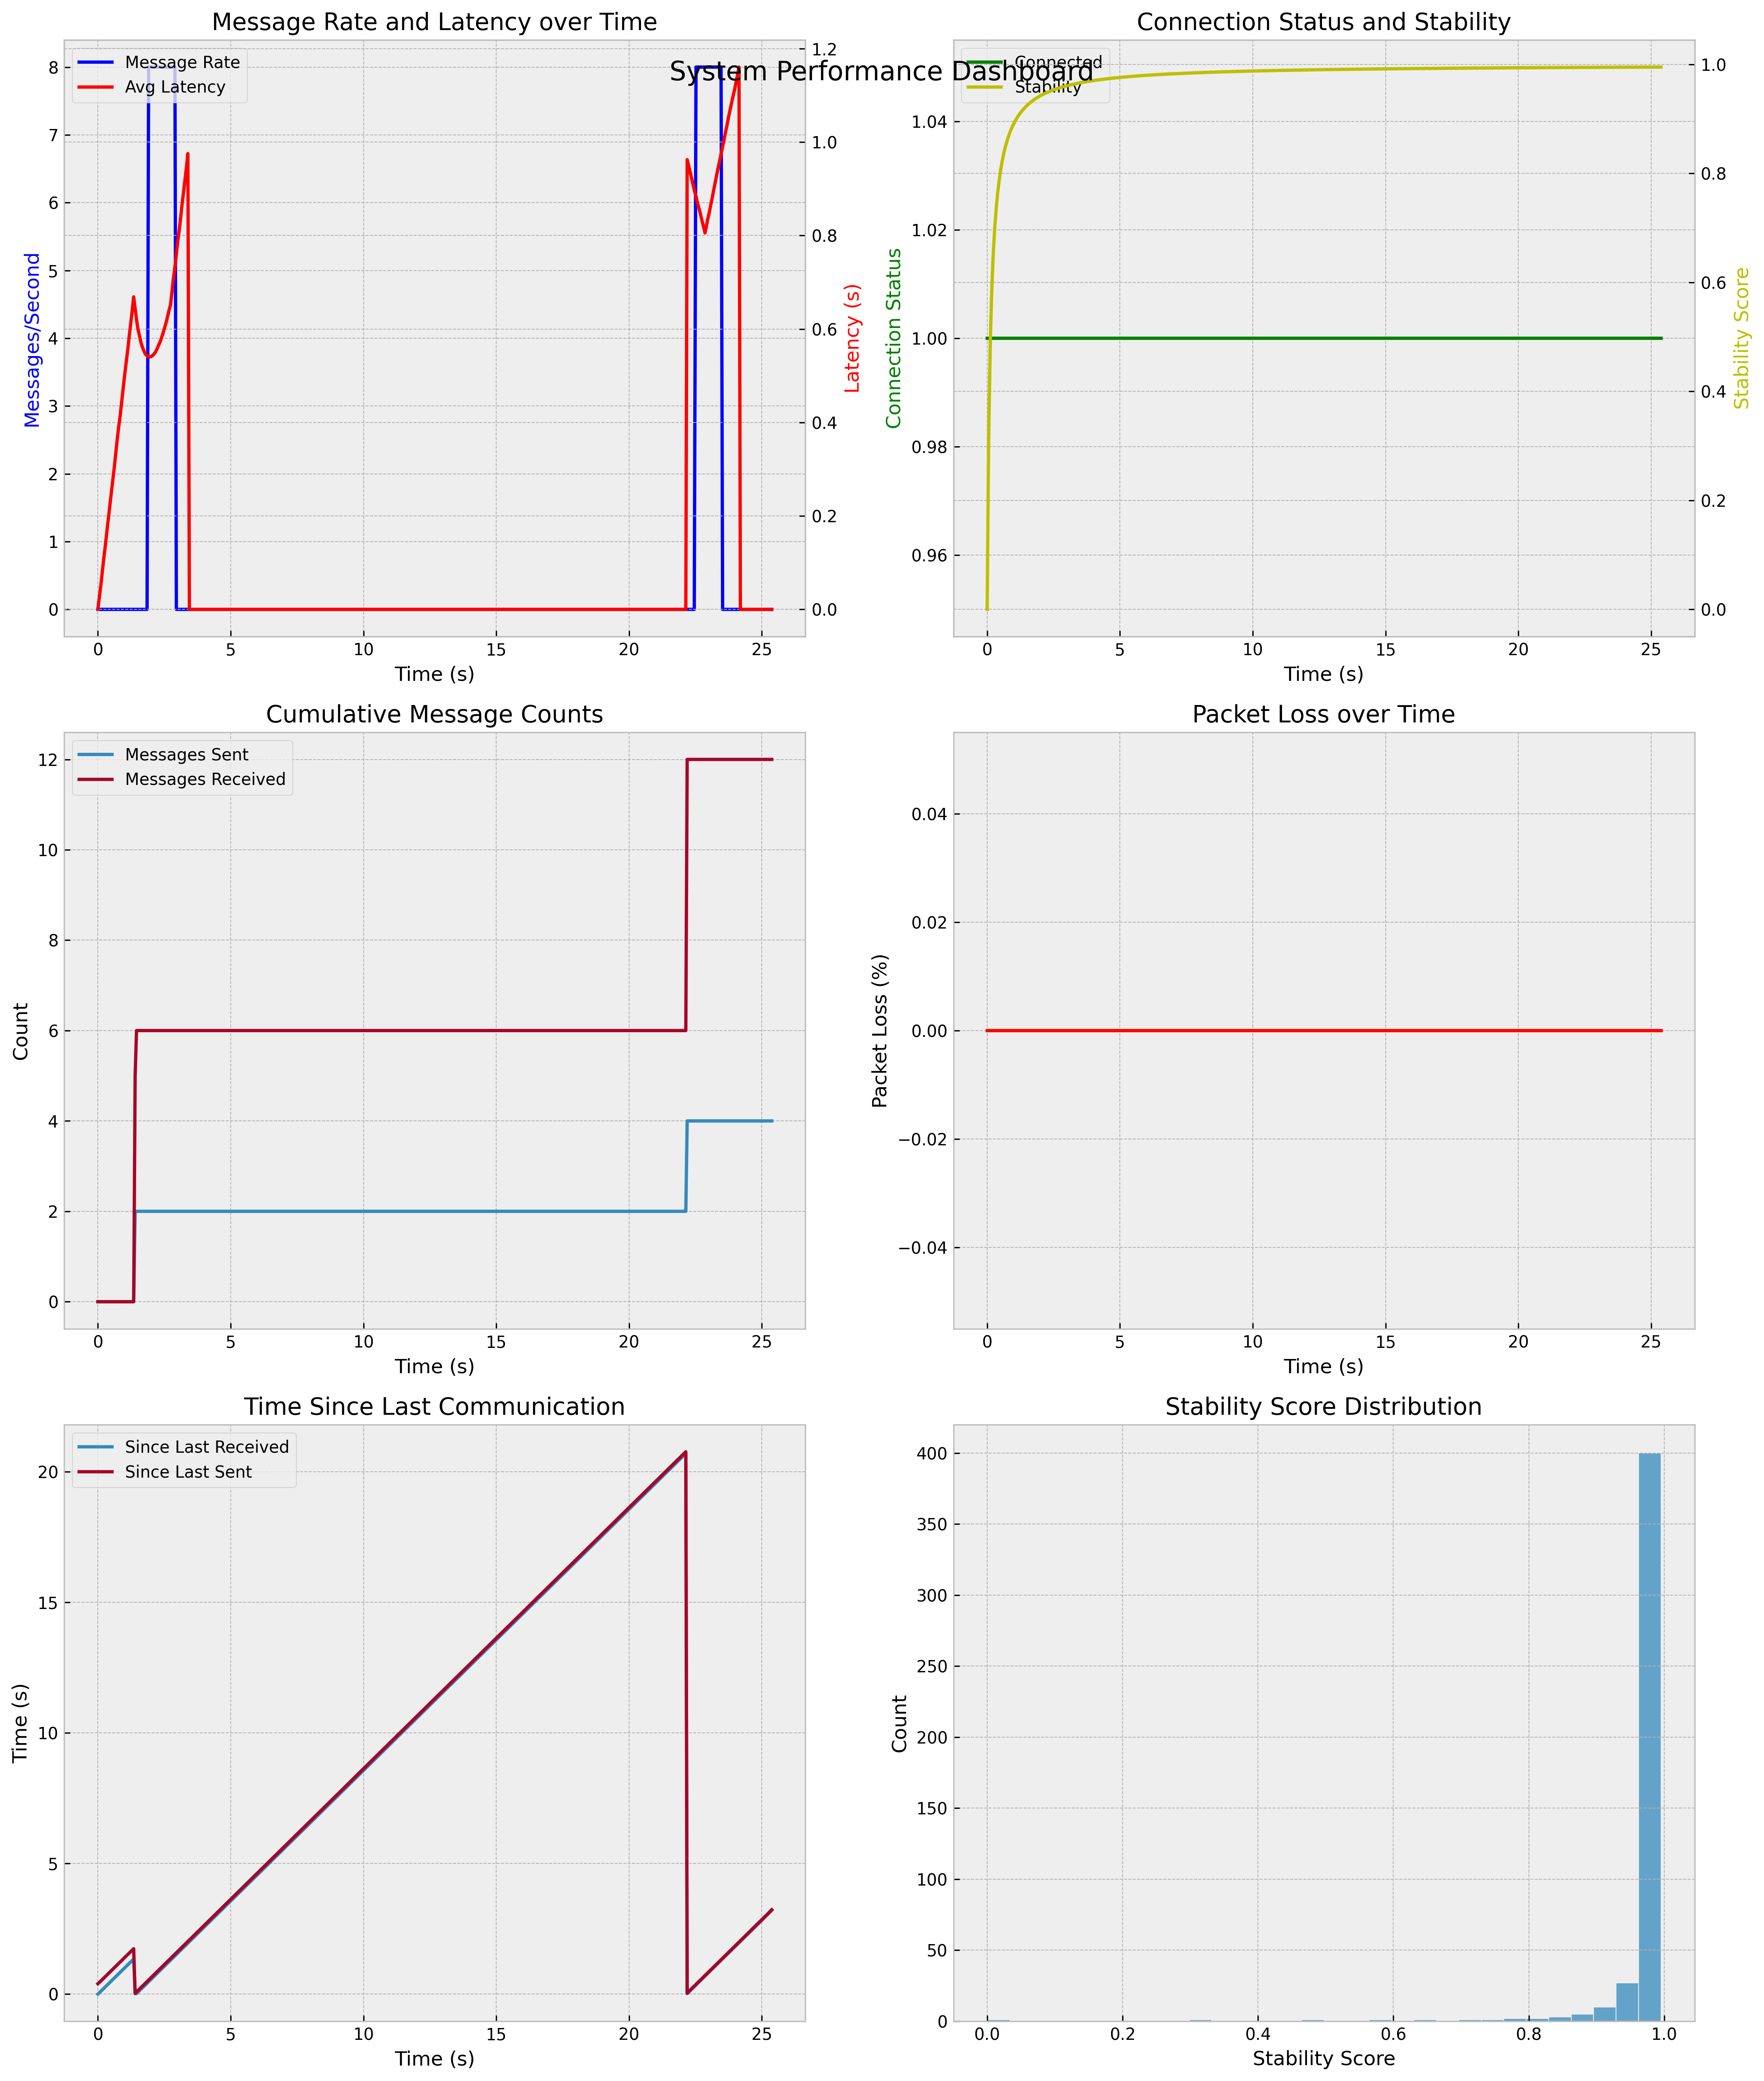 System Performance Dashboard
Message Rate and Latency over Time
Message Rate
Avg Latency
Messages/Second
8
7
6
5
4
3
2
1
0
1.2
1.0
0.8
0.6
0.4
0.2
0.0
Latency (s)
0 5 10 15 20 25
Time (s)
Connection Status and Stability
Connected
Stability
Connection Status
1.04
1.02
1.00
0.98
0.96
1.0
0.8
0.6
0.4
0.2
0.0
Stability Score
0 5 10 15 20 25
Time (s)
Cumulative Message Counts
Messages Sent
Messages Received
Count
12
10
8
6
4
2
0
0 5 10 15 20 25
Time (s)
Packet Loss over Time
Packet Loss (%)
0.04
0.02
0.00
−0.02
−0.04
0 5 10 15 20 25
Time (s)
Time Since Last Communication
Since Last Received
Since Last Sent
Time (s)
20
15
10
5
0
0 5 10 15 20 25
Time (s)
Stability Score Distribution
Count
400
350
300
250
200
150
100
50
0
0.0 0.2 0.4 0.6 0.8 1.0
Stability Score